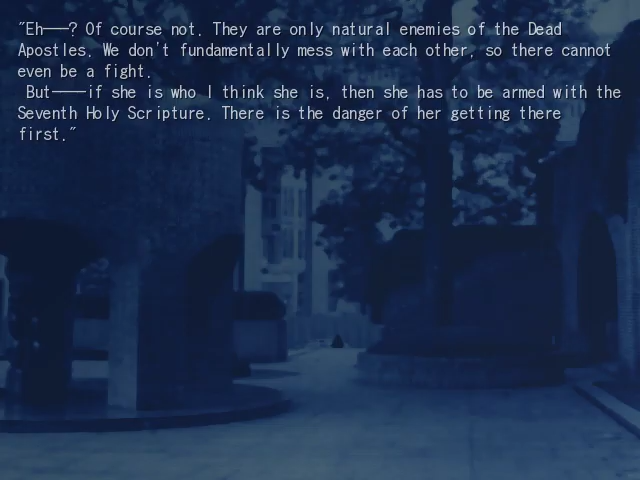 "Eh――? Of course not. They are only natural enemies of the Dead
Apostles. We don't fundamentally mess with each other, so there cannot
even be a fight.
But――if she is who I think she is, then she has to be armed with the
Seventh Holy Scripture. There is the danger of her getting there
first."